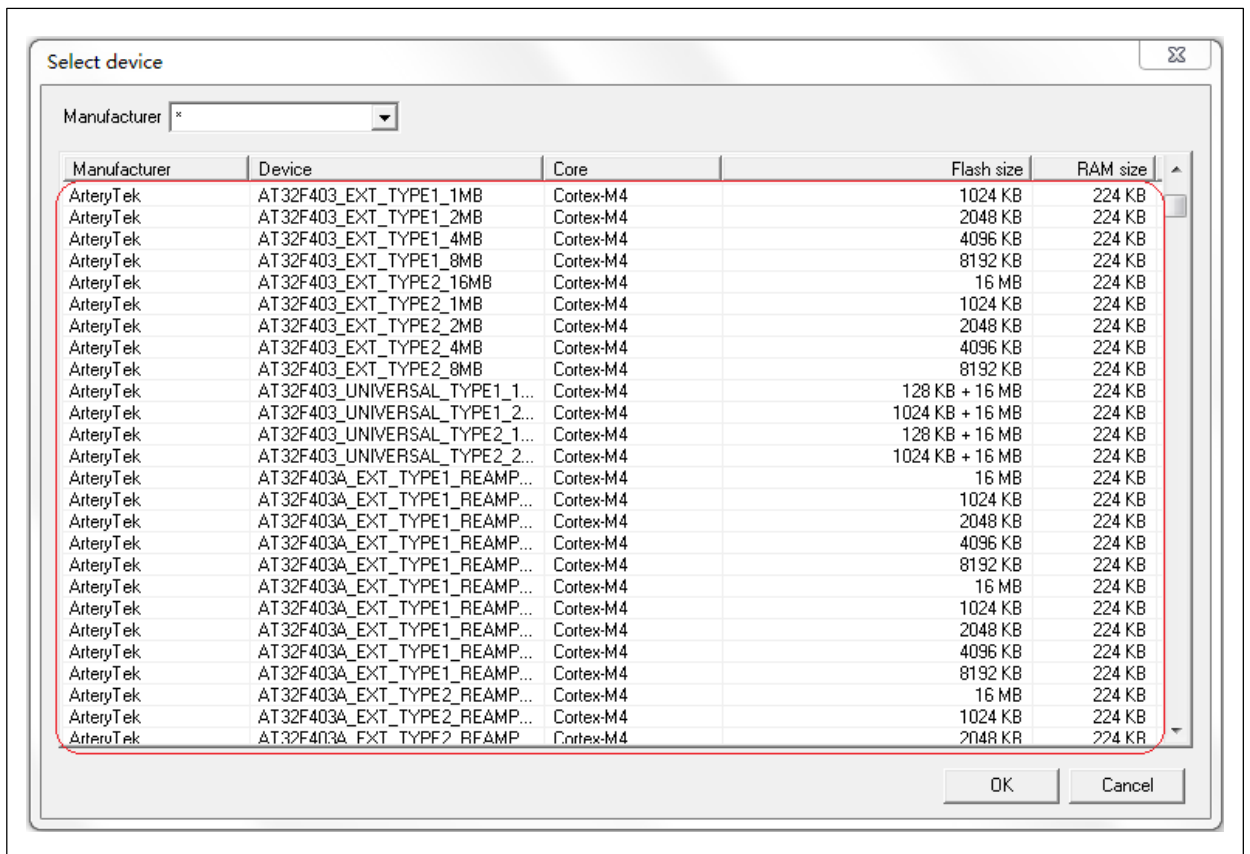 Select device
Manufacturer *
Manufacturer Device Core Flash size RAM size
ArteryTek AT32F403_EXT_TYPE1_1MB Cortex-M4 1024 KB 224 KB
ArteryTek AT32F403_EXT_TYPE1_2MB Cortex-M4 2048 KB 224 KB
ArteryTek AT32F403_EXT_TYPE1_4MB Cortex-M4 4096 KB 224 KB
ArteryTek AT32F403_EXT_TYPE1_8MB Cortex-M4 8192 KB 224 KB
ArteryTek AT32F403_EXT_TYPE2_16MB Cortex-M4 16 MB 224 KB
ArteryTek AT32F403_EXT_TYPE2_1MB Cortex-M4 1024 KB 224 KB
ArteryTek AT32F403_EXT_TYPE2_2MB Cortex-M4 2048 KB 224 KB
ArteryTek AT32F403_EXT_TYPE2_4MB Cortex-M4 4096 KB 224 KB
ArteryTek AT32F403_EXT_TYPE2_8MB Cortex-M4 8192 KB 224 KB
ArteryTek AT32F403_UNIVERSAL_TYPE1_1... Cortex-M4 128 KB + 16 MB 224 KB
ArteryTek AT32F403_UNIVERSAL_TYPE1_2... Cortex-M4 1024 KB + 16 MB 224 KB
ArteryTek AT32F403_UNIVERSAL_TYPE2_1... Cortex-M4 128 KB + 16 MB 224 KB
ArteryTek AT32F403_UNIVERSAL_TYPE2_2... Cortex-M4 1024 KB + 16 MB 224 KB
ArteryTek AT32F403A_EXT_TYPE1_REAMP... Cortex-M4 16 MB 224 KB
ArteryTek AT32F403A_EXT_TYPE1_REAMP... Cortex-M4 1024 KB 224 KB
ArteryTek AT32F403A_EXT_TYPE1_REAMP... Cortex-M4 2048 KB 224 KB
ArteryTek AT32F403A_EXT_TYPE1_REAMP... Cortex-M4 4096 KB 224 KB
ArteryTek AT32F403A_EXT_TYPE1_REAMP... Cortex-M4 8192 KB 224 KB
ArteryTek AT32F403A_EXT_TYPE1_REAMP... Cortex-M4 16 MB 224 KB
ArteryTek AT32F403A_EXT_TYPE1_REAMP... Cortex-M4 1024 KB 224 KB
ArteryTek AT32F403A_EXT_TYPE1_REAMP... Cortex-M4 2048 KB 224 KB
ArteryTek AT32F403A_EXT_TYPE1_REAMP... Cortex-M4 4096 KB 224 KB
ArteryTek AT32F403A_EXT_TYPE1_REAMP... Cortex-M4 8192 KB 224 KB
ArteryTek AT32F403A_EXT_TYPE2_REAMP... Cortex-M4 16 MB 224 KB
ArteryTek AT32F403A_EXT_TYPE2_REAMP... Cortex-M4 1024 KB 224 KB
ArteryTek AT32F403A_EXT_TYPE2_REAMP Cortex-M4 2048 KB 224 KB
OK Cancel